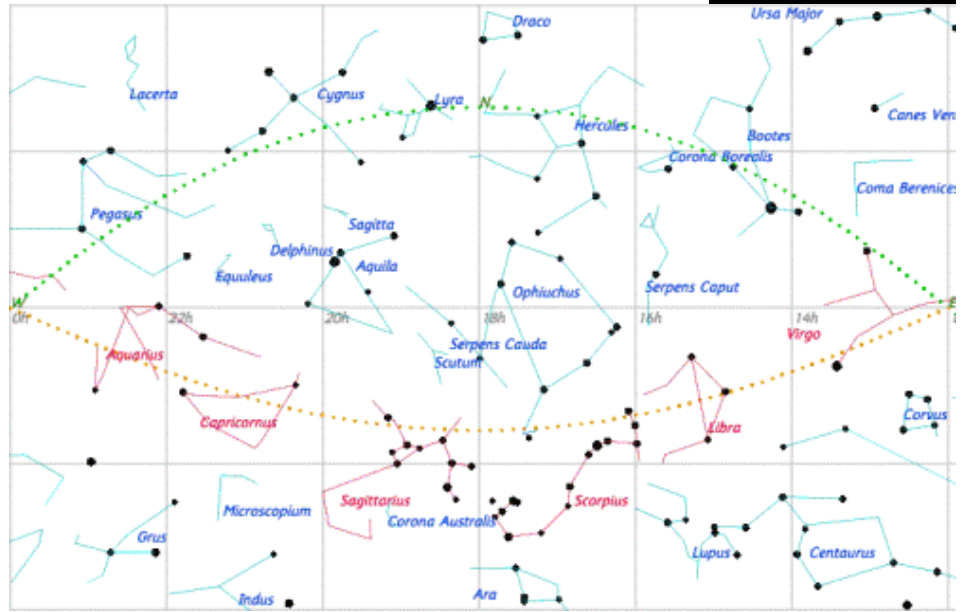 Draco
Ursa Major
Lacerta
Cygnus
Lyra
N
Hercules
Bootes
Canes Ven
Corona Borealis
Coma Berenices
Pegasus
Sagitta
Delphinus
Aquila
Equuleus
Ophiuchus
Serpens Caput
W
E
0h
22h
20h
18h
16h
14h
Virgo
Aquarius
Serpens Cauda
Scutum
Capricornus
Libra
Corvus
Sagittarius
Scorpius
Microscopium
Corona Australis
Grus
Lupus
Centaurus
Indus
Ara